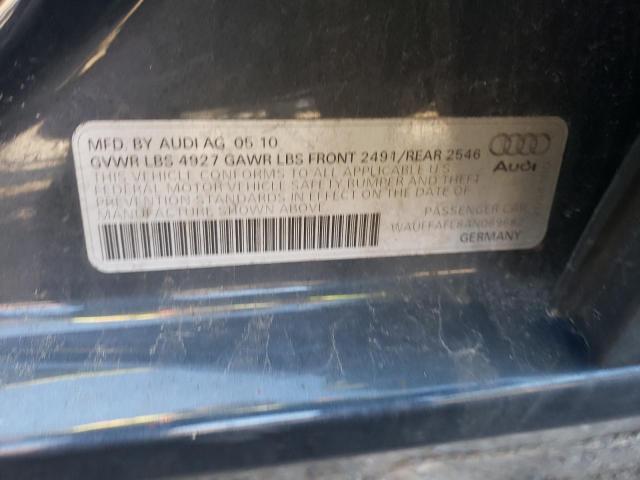 MFD. BY AUDI AG 05 10
GVWR LBS 4927 GAWR LBS FRONT 2491/REAR 2546
THIS VEHICLE CONFORMS TO ALL APPLICABLE U.S.
FEDERAL MOTOR VEHICLE SAFETY BUMPER AND THEFT
PREVENTION STANDARDS IN EFFECT ON THE DATE OF
MANUFACTURE SHOWN ABOVE.
Audi
PASSENGER CAR
GERMANY